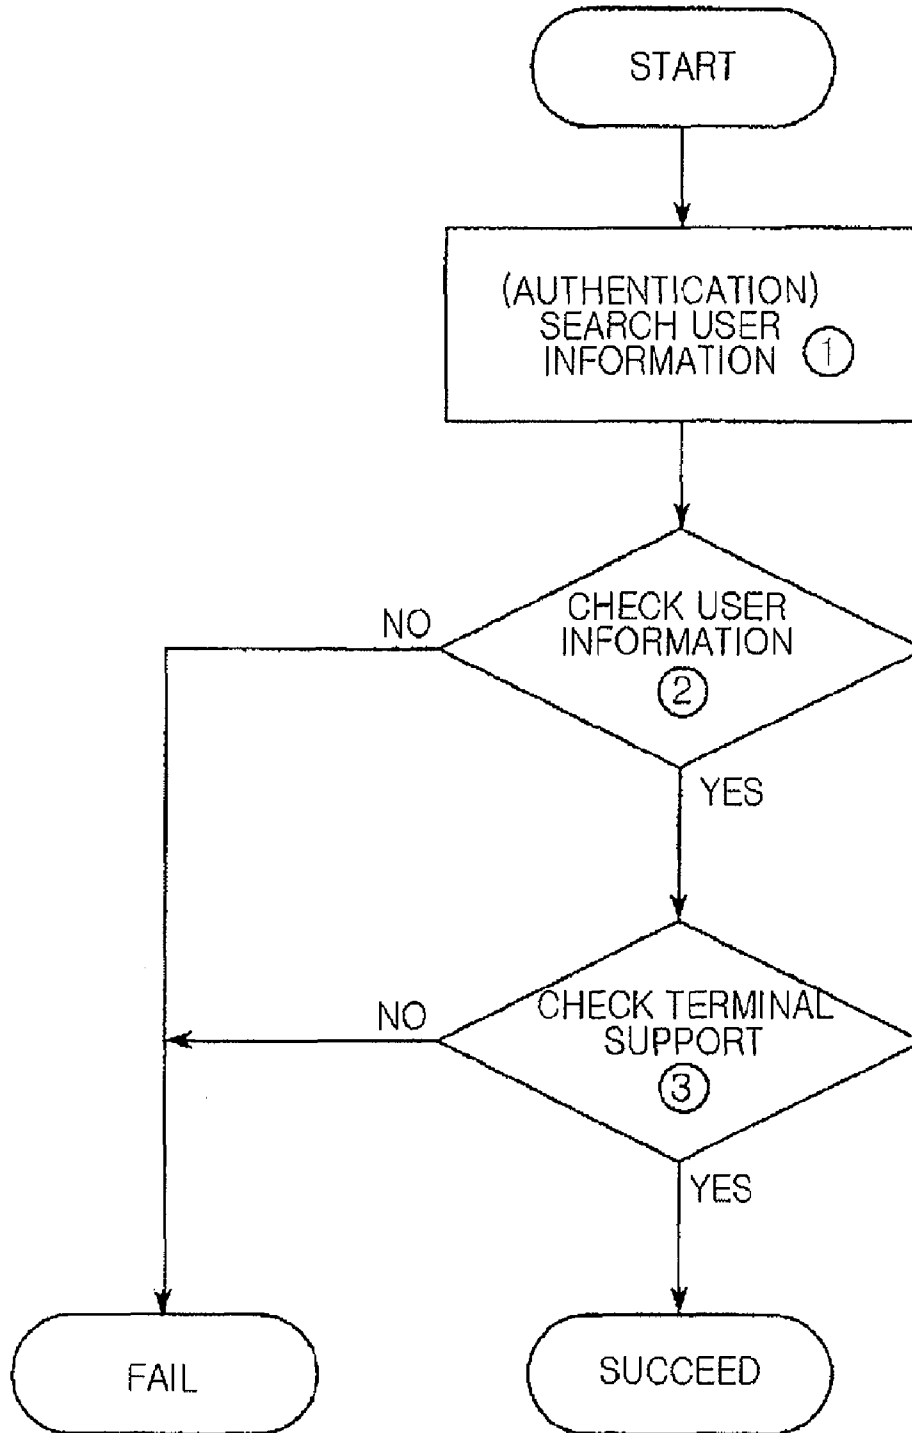 START
(AUTHENTICATION)
SEARCH USER
INFORMATION ①
CHECK USER
INFORMATION
②
NO
YES
CHECK TERMINAL
SUPPORT
③
NO
YES
FAIL
SUCCEED